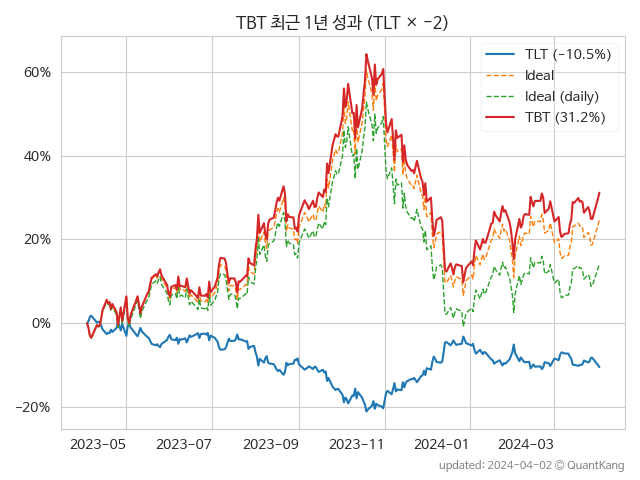 TBT 최근 1년 성과 (TLT × −2)
TLT (−10.5%)
Ideal
Ideal (daily)
TBT (31.2%)
60%
40%
20%
0%
−20%
2023-05 2023-07 2023-09 2023-11 2024-01 2024-03
updated: 2024-04-02 © QuantKang